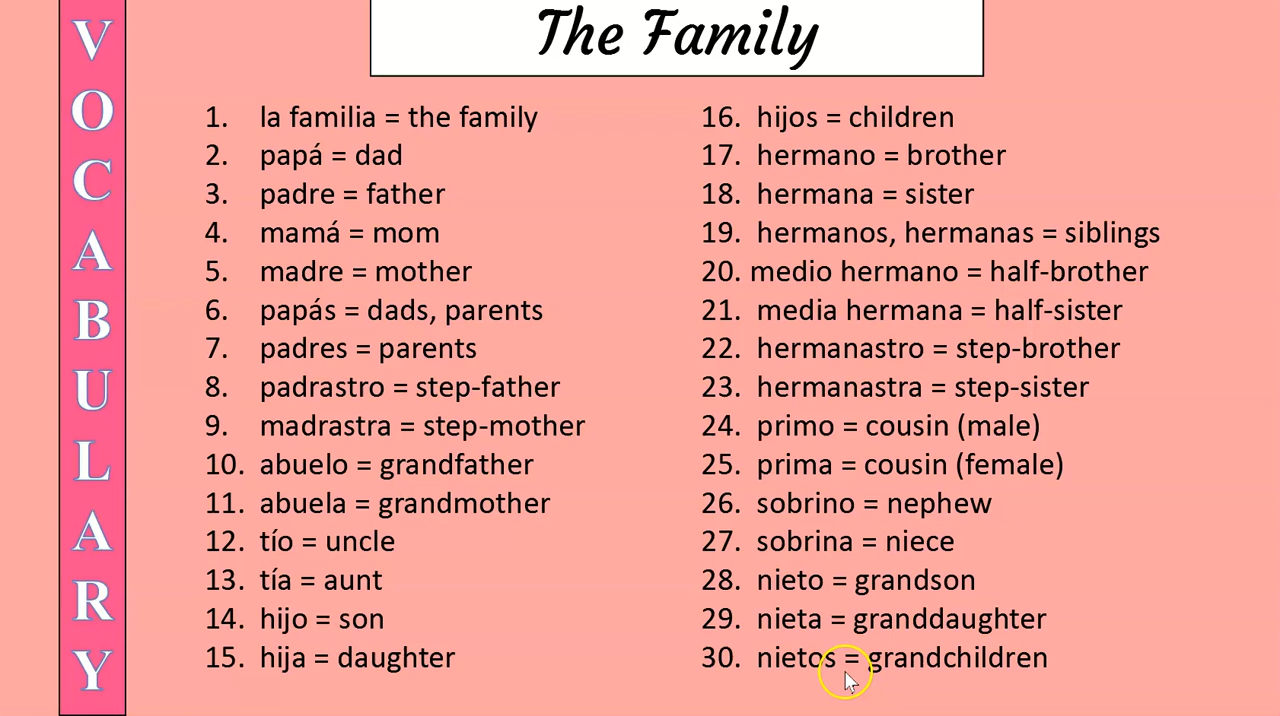 VOCABULARY
The Family
1. la familia = the family
2. papá = dad
3. padre = father
4. mamá = mom
5. madre = mother
6. papás = dads, parents
7. padres = parents
8. padrastro = step-father
9. madrastra = step-mother
10. abuelo = grandfather
11. abuela = grandmother
12. tío = uncle
13. tía = aunt
14. hijo = son
15. hija = daughter
16. hijos = children
17. hermano = brother
18. hermana = sister
19. hermanos, hermanas = siblings
20. medio hermano = half-brother
21. media hermana = half-sister
22. hermanastro = step-brother
23. hermanastra = step-sister
24. primo = cousin (male)
25. prima = cousin (female)
26. sobrino = nephew
27. sobrina = niece
28. nieto = grandson
29. nieta = granddaughter
30. nietos = grandchildren